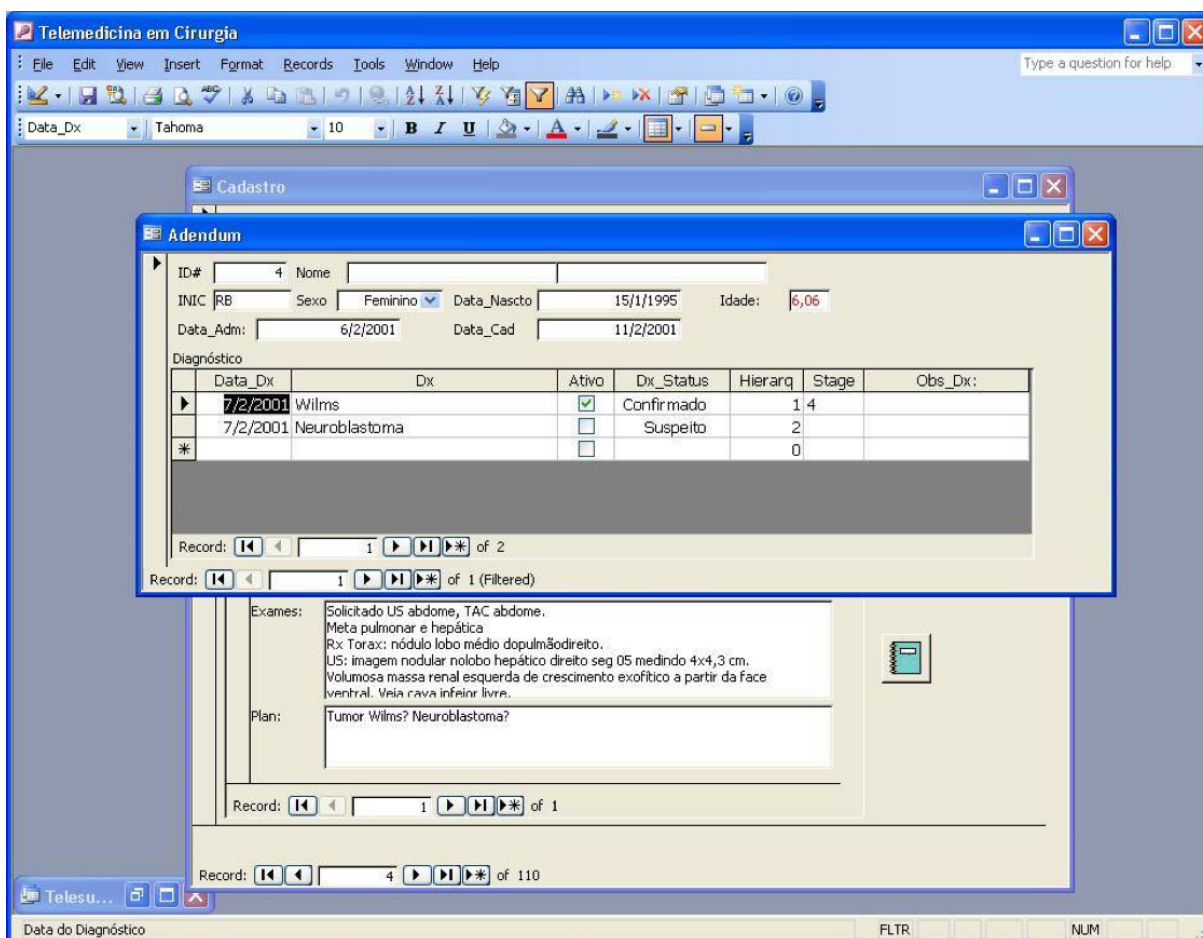 Telemedicina em Cirurgia
File Edit View Insert Format Records Tools Window Help Type a question for help
Data_Dx Tahoma 10 B I U A
Cadastro
Adendum
ID# 4 Nome
INIC RB Sexo Feminino Data_Nascto 15/1/1995 Idade: 6,06
Data_Adm: 6/2/2001 Data_Cad 11/2/2001
Diagnóstico
Data_Dx Dx Ativo Dx_Status Hierarq Stage Obs_Dx:
7/2/2001 Wilms Confirmado 1 4
7/2/2001 Neuroblastoma Suspeito 2
0
Record: 1 of 2
Record: 1 of 1 (Filtered)
Exames: Solicitado US abdome, TAC abdome.
Meta pulmonar e hepática
Rx Torax: nódulo lobo médio dopulmãodireito.
US: imagem nodular nolobo hepático direito seg 05 medindo 4x4,3 cm.
Volumosa massa renal esquerda de crescimento exofítico a partir da face
ventral. Veia cava infeior livre.
Plan: Tumor Wilms? Neuroblastoma?
Record: 1 of 1
Record: 4 of 110
Telesu...
Data do Diagnóstico FLTR NUM